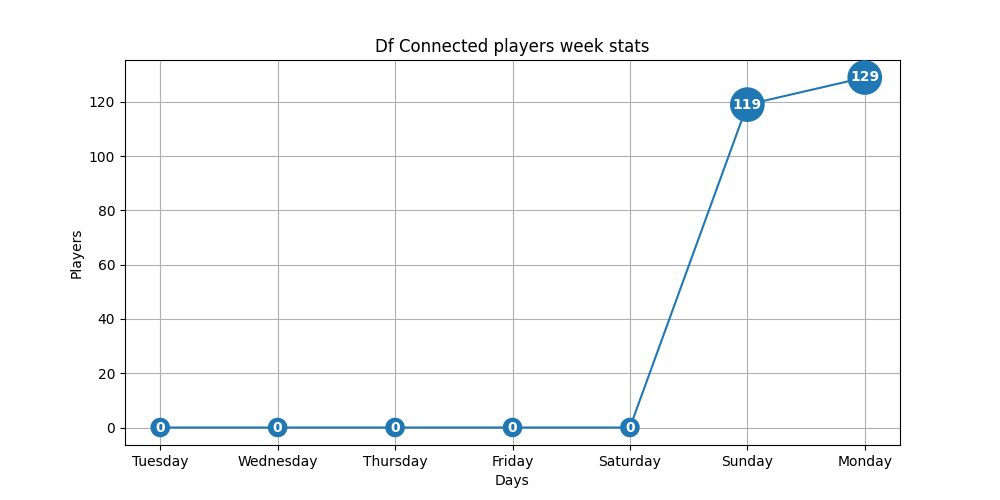 Df Connected players week stats
129
119
120
100
80
60
40
20
0
0 0 0 0 0
Players
Tuesday Wednesday Thursday Friday Saturday Sunday Monday
Days